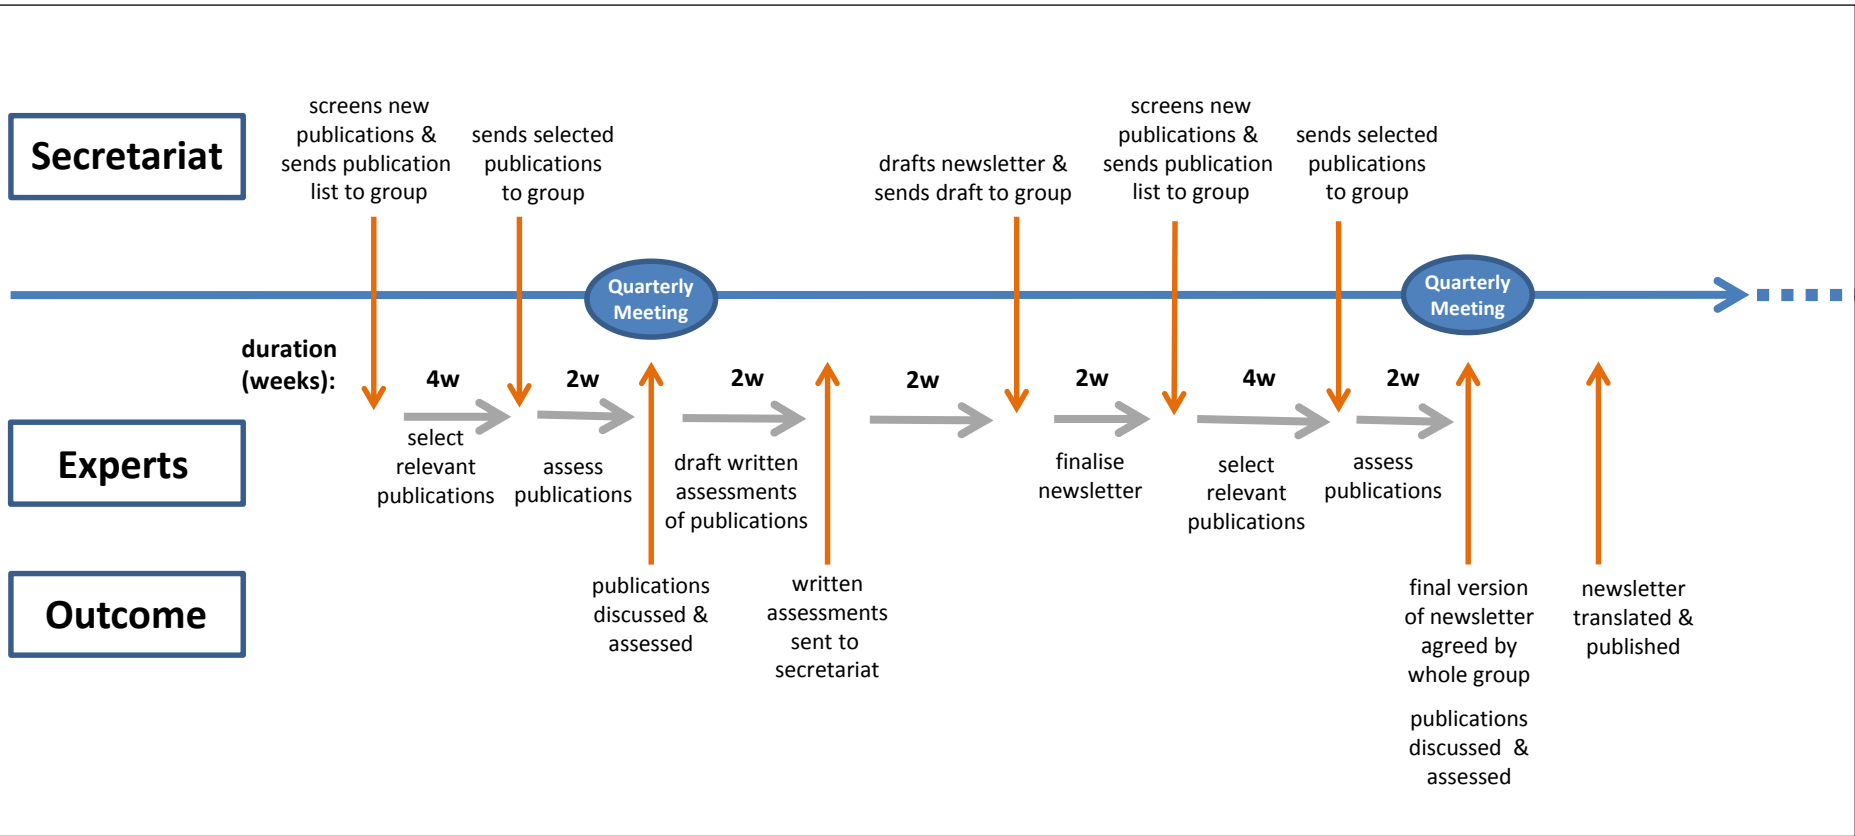 Secretariat
screens new
publications &
sends publication
list to group
sends selected
publications
to group
drafts newsletter &
sends draft to group
screens new
publications &
sends publication
list to group
sends selected
publications
to group
Quarterly
Meeting
Quarterly
Meeting
duration
(weeks):
4w
2w
2w
2w
2w
4w
2w
Experts
select
relevant
publications
assess
publications
draft written
assessments
of publications
finalise
newsletter
select
relevant
publications
assess
publications
Outcome
publications
discussed &
assessed
written
assessments
sent to
secretariat
final version
of newsletter
agreed by
whole group
publications
discussed &
assessed
newsletter
translated &
published